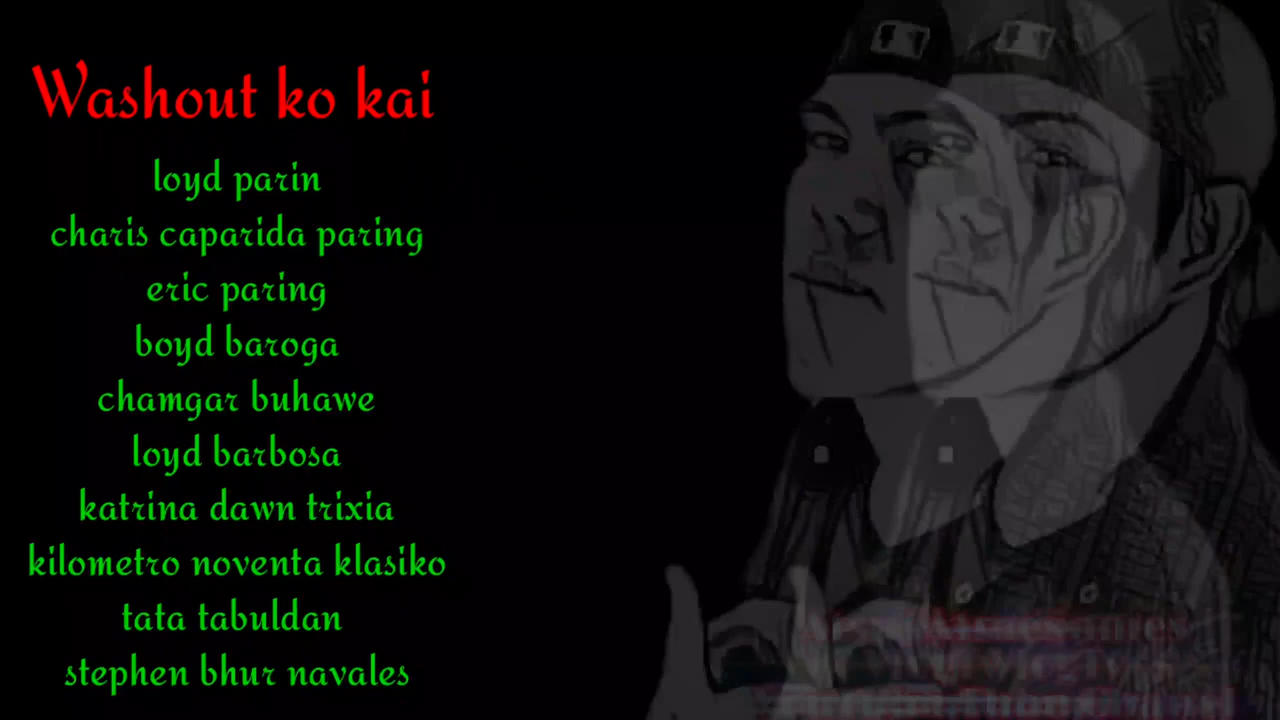 Washout ko kai
loyd parin
charis caparida paring
eric paring
boyd baroga
chamgar buhawe
loyd barbosa
katrina dawn trixia
kilometro noventa klasiko
tata tabuldan
stephen bhur navales